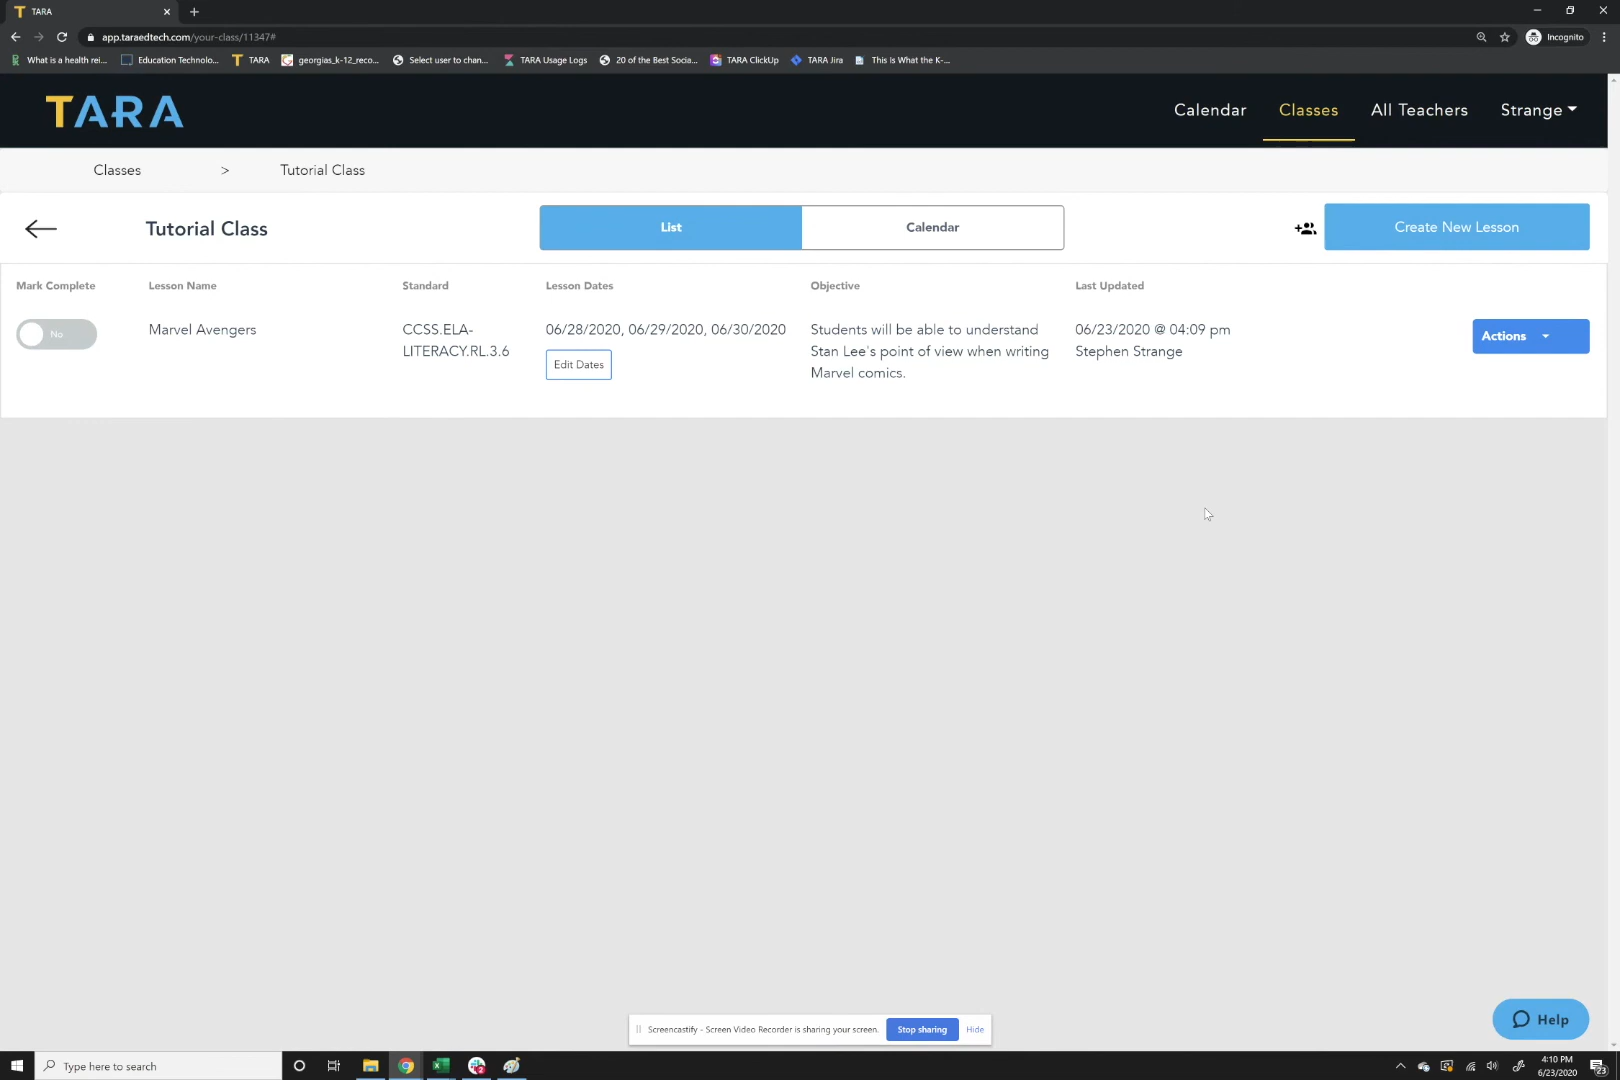 TARA
app.taraedtech.com/your-class/11347#
Incognito
What is a health rei...
Education Technolo...
TARA
georgias_k-12_reco...
Select user to chan...
TARA Usage Logs
20 of the Best Socia...
TARA ClickUp
TARA Jira
This Is What the K-...
TARA
Calendar
Classes
All Teachers
Strange
Classes > Tutorial Class
Tutorial Class
List
Calendar
Create New Lesson
Mark Complete
Lesson Name
Standard
Lesson Dates
Objective
Last Updated
No
Marvel Avengers
CCSS.ELA-
LITERACY.RL.3.6
06/28/2020, 06/29/2020, 06/30/2020
Edit Dates
Students will be able to understand
Stan Lee's point of view when writing
Marvel comics.
06/23/2020 @ 04:09 pm
Stephen Strange
Actions
Help
Screencastify - Screen Video Recorder is sharing your screen.
Stop sharing
Hide
Type here to search
4:10 PM
6/23/2020
23